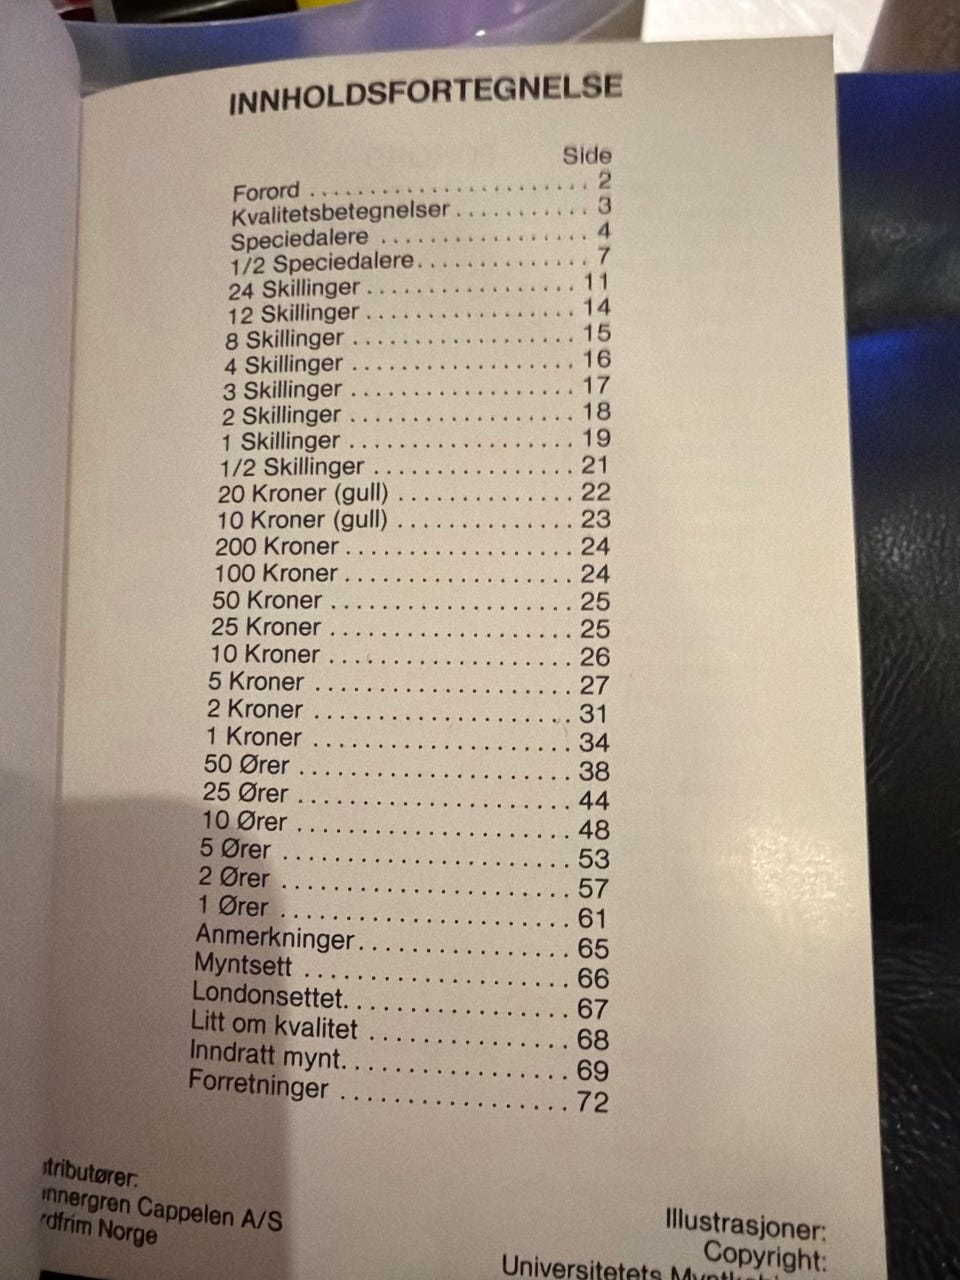 INNHOLDSFORTEGNELSE
Side
Forord . . . . . . . . . . . . . . . . . . . . . . . 2
Kvalitetsbetegnelser . . . . . . . . . . . 3
Speciedalere . . . . . . . . . . . . . . . . . 4
1/2 Speciedalere. . . . . . . . . . . . . . 7
24 Skillinger . . . . . . . . . . . . . . . . . 11
12 Skillinger . . . . . . . . . . . . . . . . . 14
8 Skillinger . . . . . . . . . . . . . . . . . . 15
4 Skillinger . . . . . . . . . . . . . . . . . . 16
3 Skillinger . . . . . . . . . . . . . . . . . . 17
2 Skillinger . . . . . . . . . . . . . . . . . . 18
1 Skillinger . . . . . . . . . . . . . . . . . . 19
1/2 Skillinger . . . . . . . . . . . . . . . . 21
20 Kroner (gull) . . . . . . . . . . . . . . 22
10 Kroner (gull) . . . . . . . . . . . . . . 23
200 Kroner . . . . . . . . . . . . . . . . . . 24
100 Kroner . . . . . . . . . . . . . . . . . . 24
50 Kroner . . . . . . . . . . . . . . . . . . . 25
25 Kroner . . . . . . . . . . . . . . . . . . . 25
10 Kroner . . . . . . . . . . . . . . . . . . . 26
5 Kroner . . . . . . . . . . . . . . . . . . . . 27
2 Kroner . . . . . . . . . . . . . . . . . . . . 31
1 Kroner . . . . . . . . . . . . . . . . . . . . 34
50 Ører . . . . . . . . . . . . . . . . . . . . . 38
25 Ører . . . . . . . . . . . . . . . . . . . . . 44
10 Ører . . . . . . . . . . . . . . . . . . . . . 48
5 Ører . . . . . . . . . . . . . . . . . . . . . . 53
2 Ører . . . . . . . . . . . . . . . . . . . . . . 57
1 Ører . . . . . . . . . . . . . . . . . . . . . . 61
Anmerkninger. . . . . . . . . . . . . . . . 65
Myntsett . . . . . . . . . . . . . . . . . . . . 66
Londonsettet. . . . . . . . . . . . . . . . . 67
Litt om kvalitet . . . . . . . . . . . . . . . 68
Inndratt mynt. . . . . . . . . . . . . . . . . 69
Forretninger . . . . . . . . . . . . . . . . . 72
tributører:
nnergren Cappelen A/S
rdfrim Norge
Illustrasjoner:
Copyright:
Universitetets